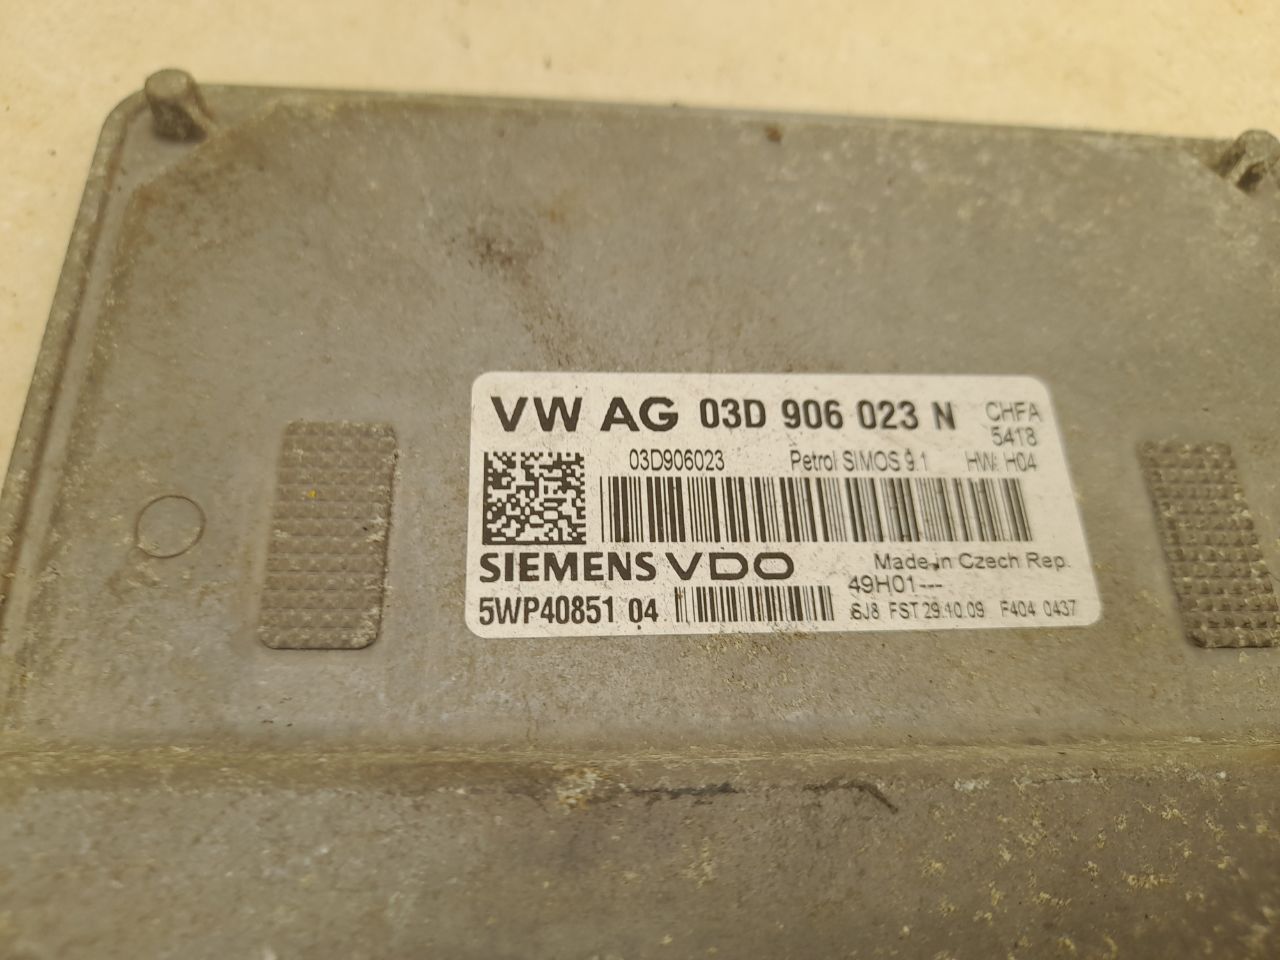 VW AG 03D 906 023 N CHFA
5418
03D906023 Petrol SIMOS 9.1 HW: H04
SIEMENS VDO Made in Czech Rep.
49H01---
5WP40851 04 SJ8 FST 29.10.09 F404 0437